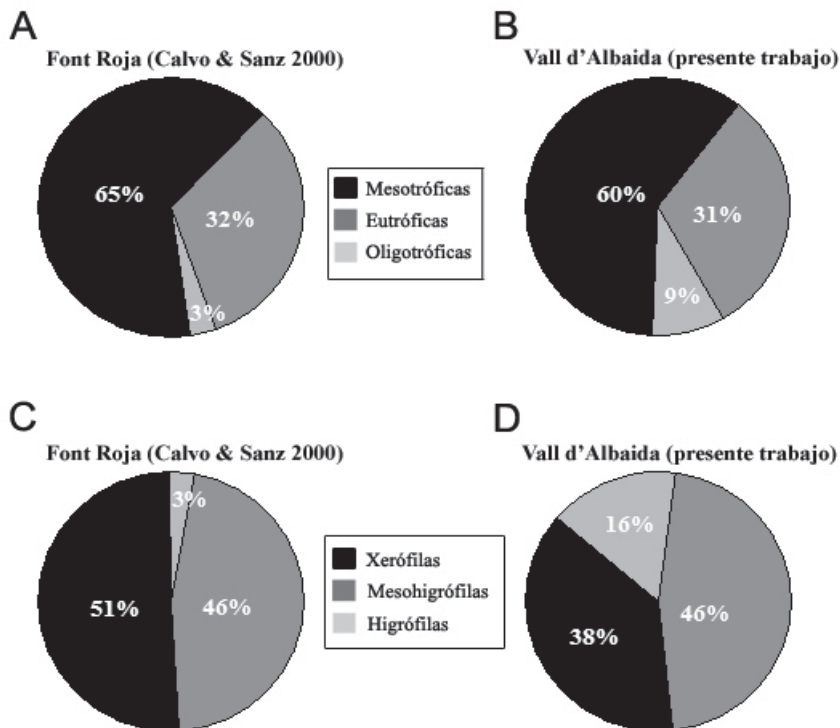 A
Font Roja (Calvo & Sanz 2000)
65%
32%
3%
Mesotróficas
Eutróficas
Oligotróficas
B
Vall d'Albaida (presente trabajo)
60%
31%
9%
C
Font Roja (Calvo & Sanz 2000)
3%
51%
46%
Xerófilas
Mesohigrófilas
Higrófilas
D
Vall d'Albaida (presente trabajo)
16%
46%
38%